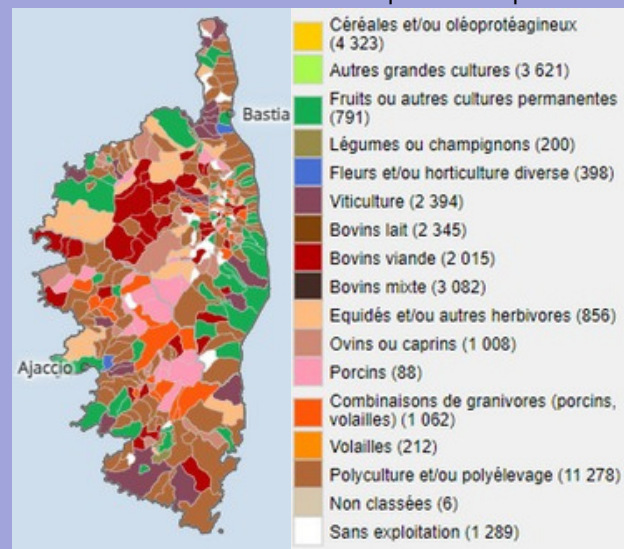 Bastia
Ajaccio
Céréales et/ou oléoprotéagineux
(4 323)
Autres grandes cultures (3 621)
Fruits ou autres cultures permanentes
(791)
Légumes ou champignons (200)
Fleurs et/ou horticulture diverse (398)
Viticulture (2 394)
Bovins lait (2 345)
Bovins viande (2 015)
Bovins mixte (3 082)
Equidés et/ou autres herbivores (856)
Ovins ou caprins (1 008)
Porcins (88)
Combinaisons de granivores (porcins,
volailles) (1 062)
Volailles (212)
Polyculture et/ou polyélevage (11 278)
Non classées (6)
Sans exploitation (1 289)